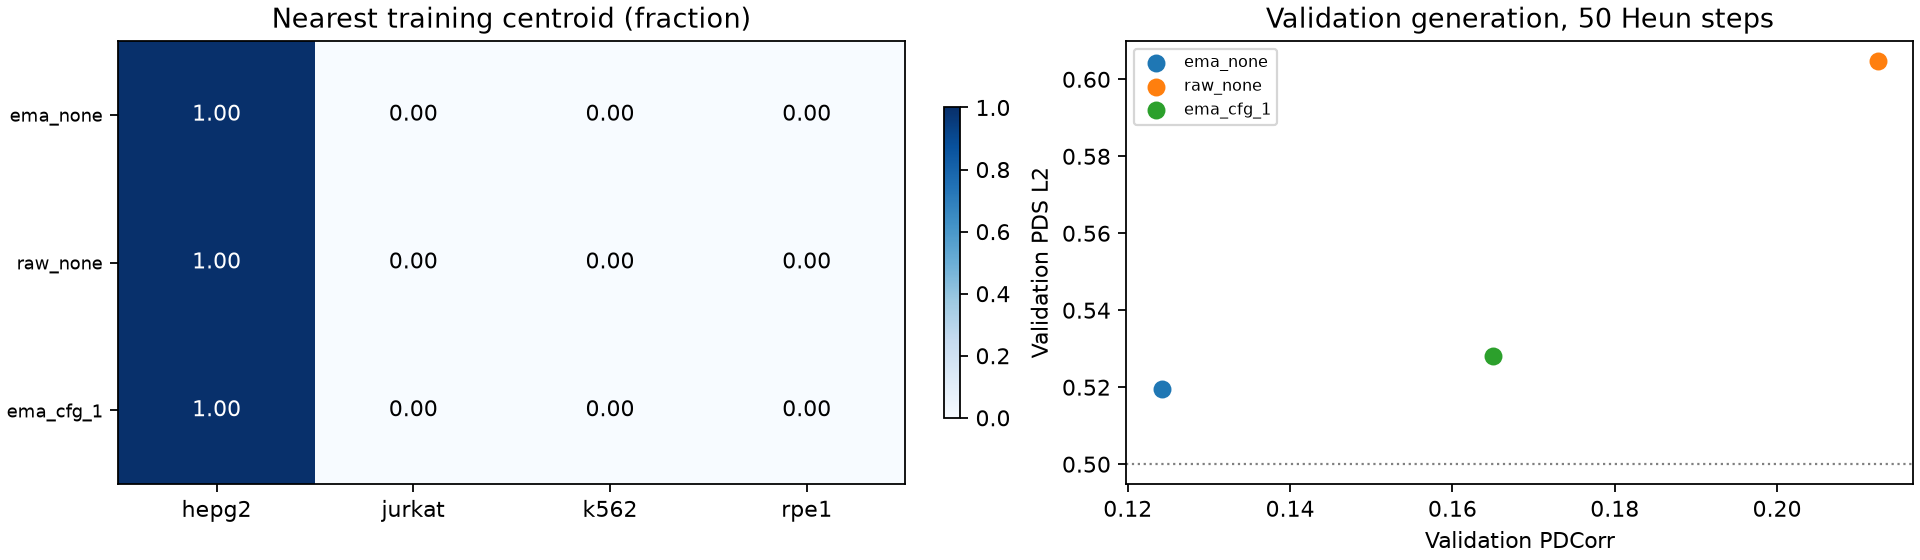 Nearest training centroid (fraction)
ema_none
raw_none
ema_cfg_1
1.00 0.00 0.00 0.00
1.00 0.00 0.00 0.00
1.00 0.00 0.00 0.00
hepg2 jurkat k562 rpe1
1.0
0.8
0.6
0.4
0.2
0.0
Validation generation, 50 Heun steps
ema_none
raw_none
ema_cfg_1
Validation PDS L2
0.60
0.58
0.56
0.54
0.52
0.50
0.12 0.14 0.16 0.18 0.20
Validation PDCorr